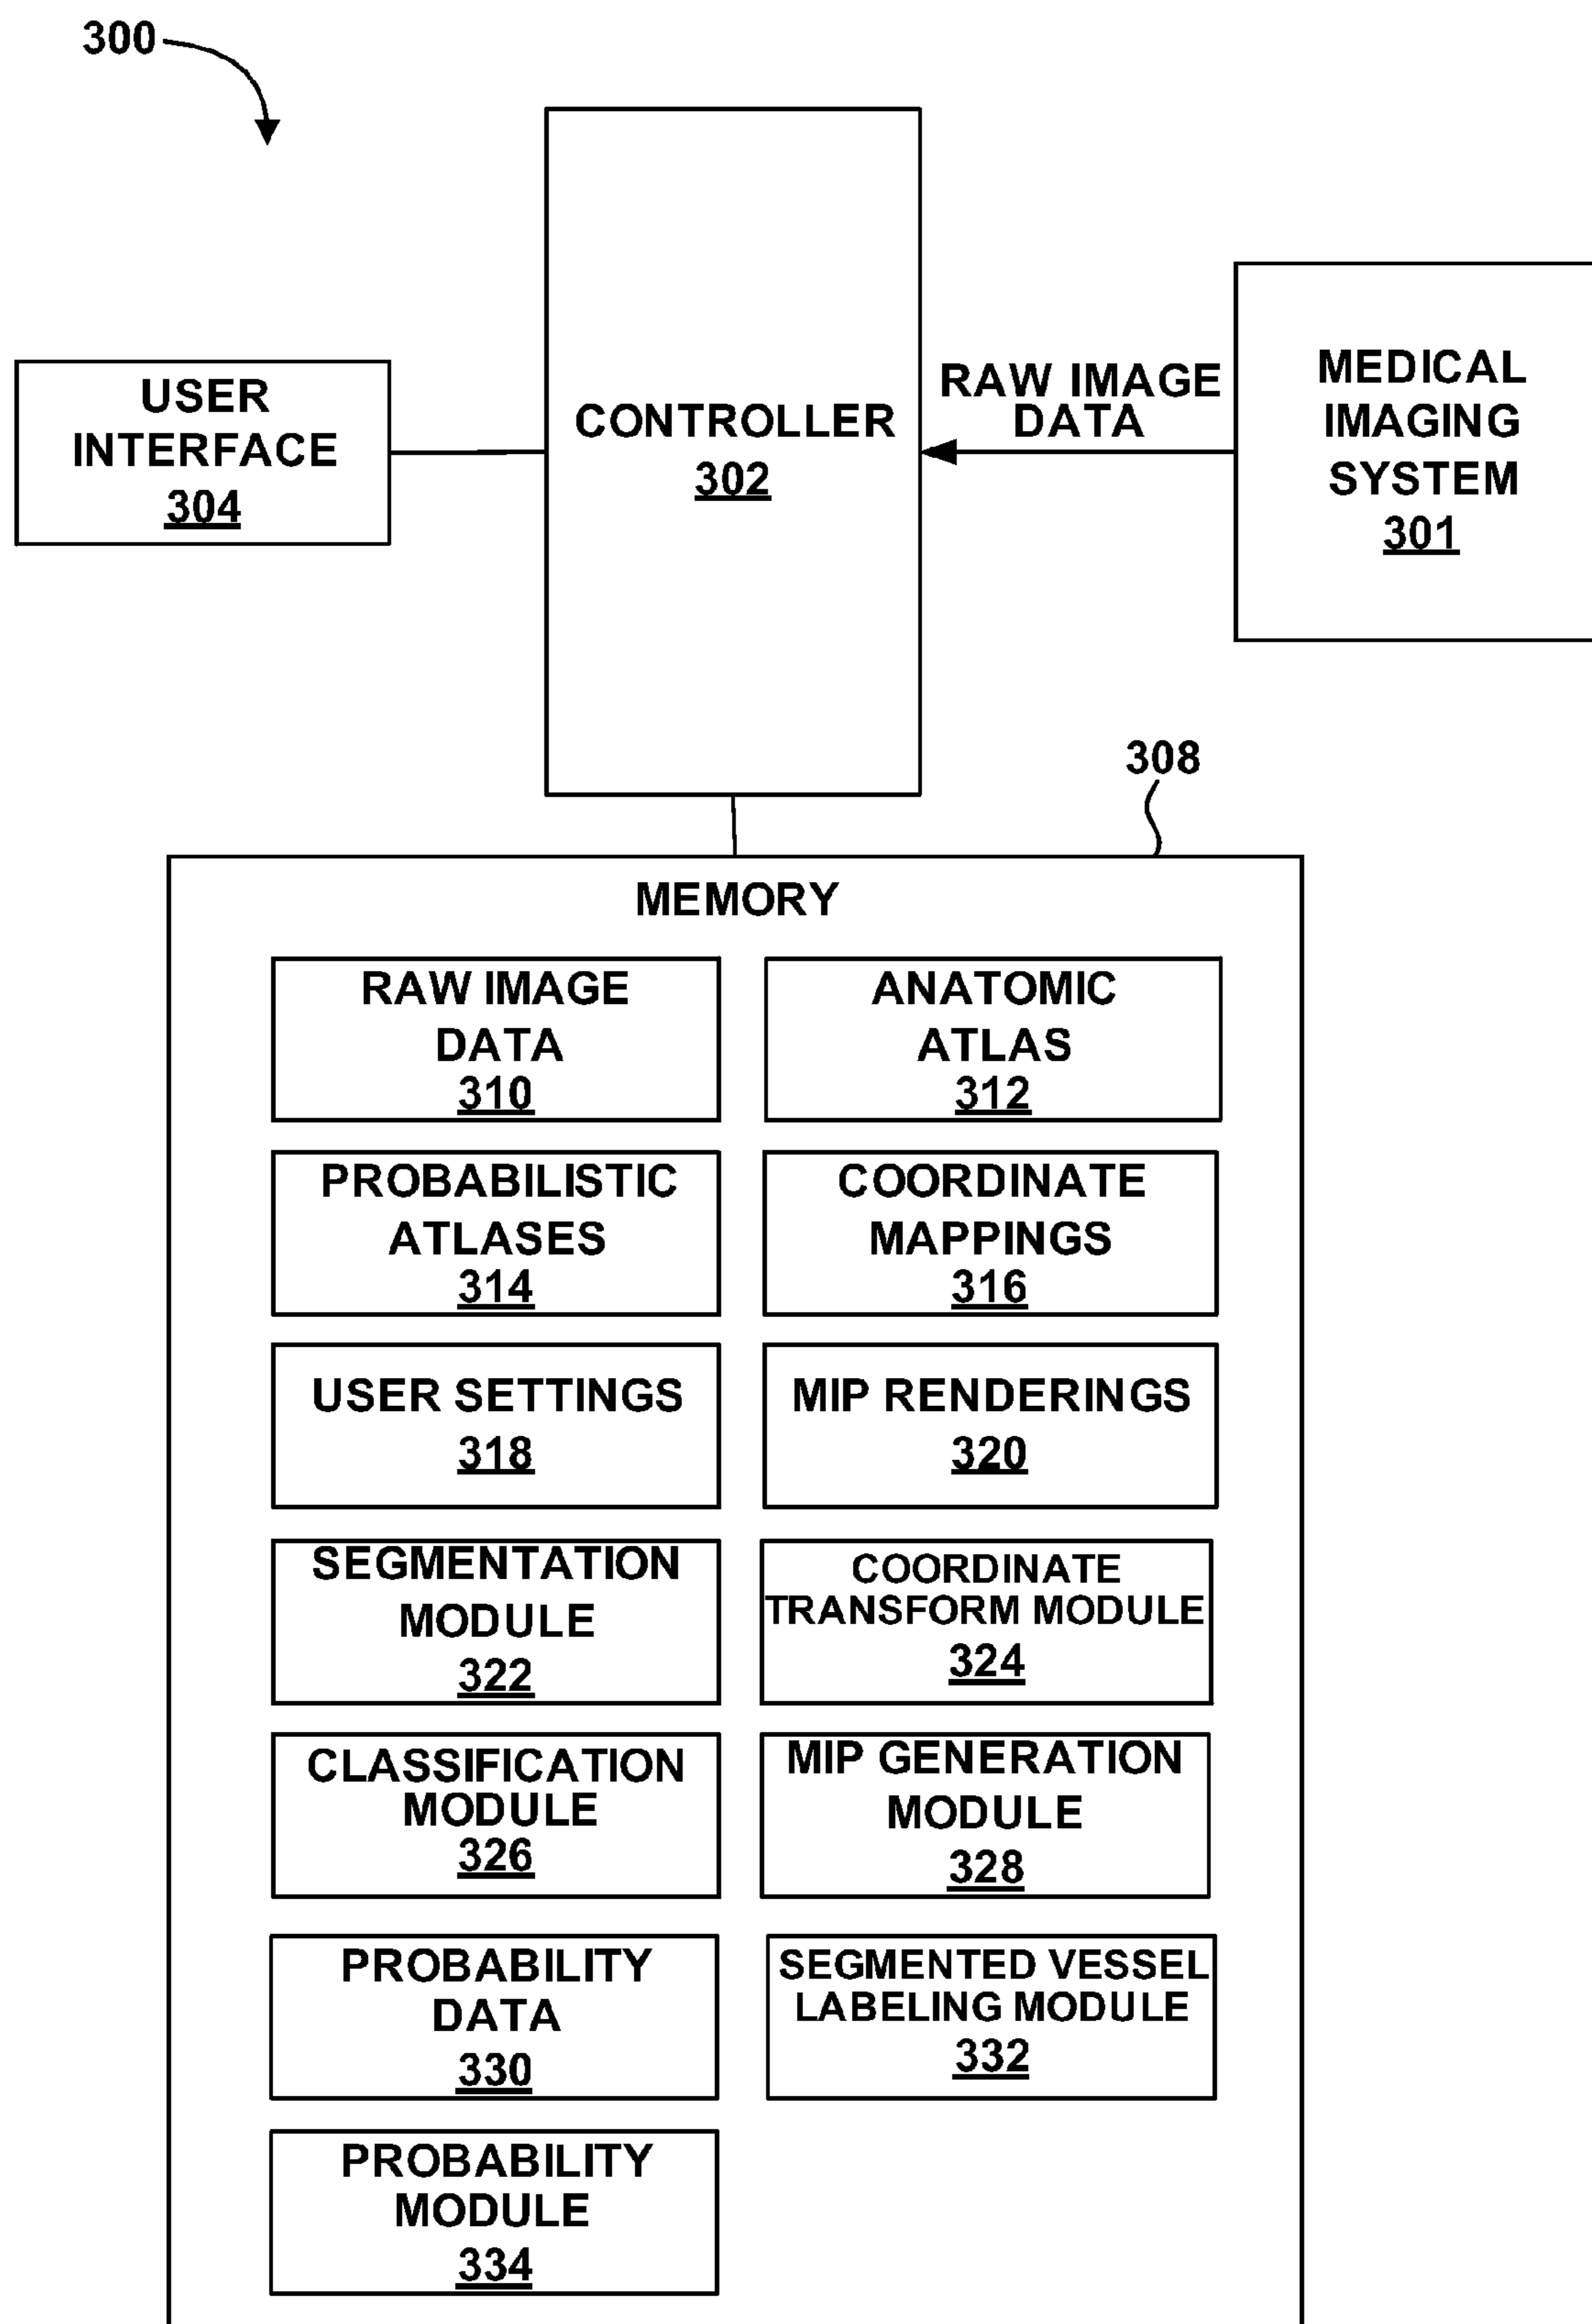 300
USER
INTERFACE
304
CONTROLLER
302
RAW IMAGE
DATA
MEDICAL
IMAGING
SYSTEM
301
308
MEMORY
RAW IMAGE
DATA
310
ANATOMIC
ATLAS
312
PROBABILISTIC
ATLASES
314
COORDINATE
MAPPINGS
316
USER SETTINGS
318
MIP RENDERINGS
320
SEGMENTATION
MODULE
322
COORDINATE
TRANSFORM MODULE
324
CLASSIFICATION
MODULE
326
MIP GENERATION
MODULE
328
PROBABILITY
DATA
330
SEGMENTED VESSEL
LABELING MODULE
332
PROBABILITY
MODULE
334